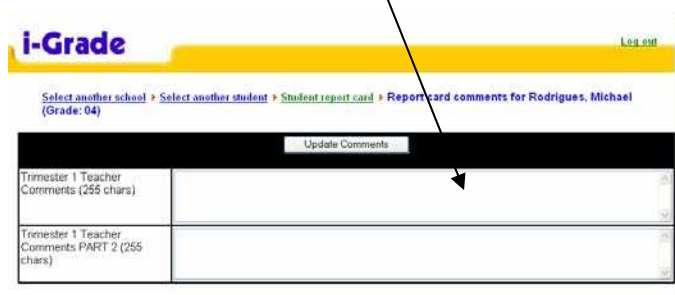 i-Grade
Log out
Select another school ▸ Select another student ▸ Student report card ▸ Report card comments for Rodrigues, Michael
(Grade: 04)
Update Comments
Trimester 1 Teacher
Comments (255 chars)
Trimester 1 Teacher
Comments PART 2 (255
chars)